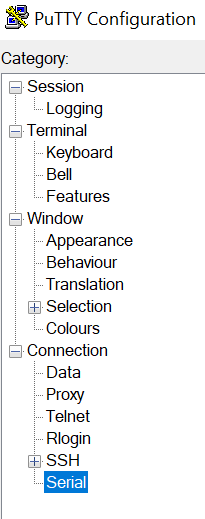 PuTTY Configuration
Category:
Session
Logging
Terminal
Keyboard
Bell
Features
Window
Appearance
Behaviour
Translation
Selection
Colours
Connection
Data
Proxy
Telnet
Rlogin
SSH
Serial